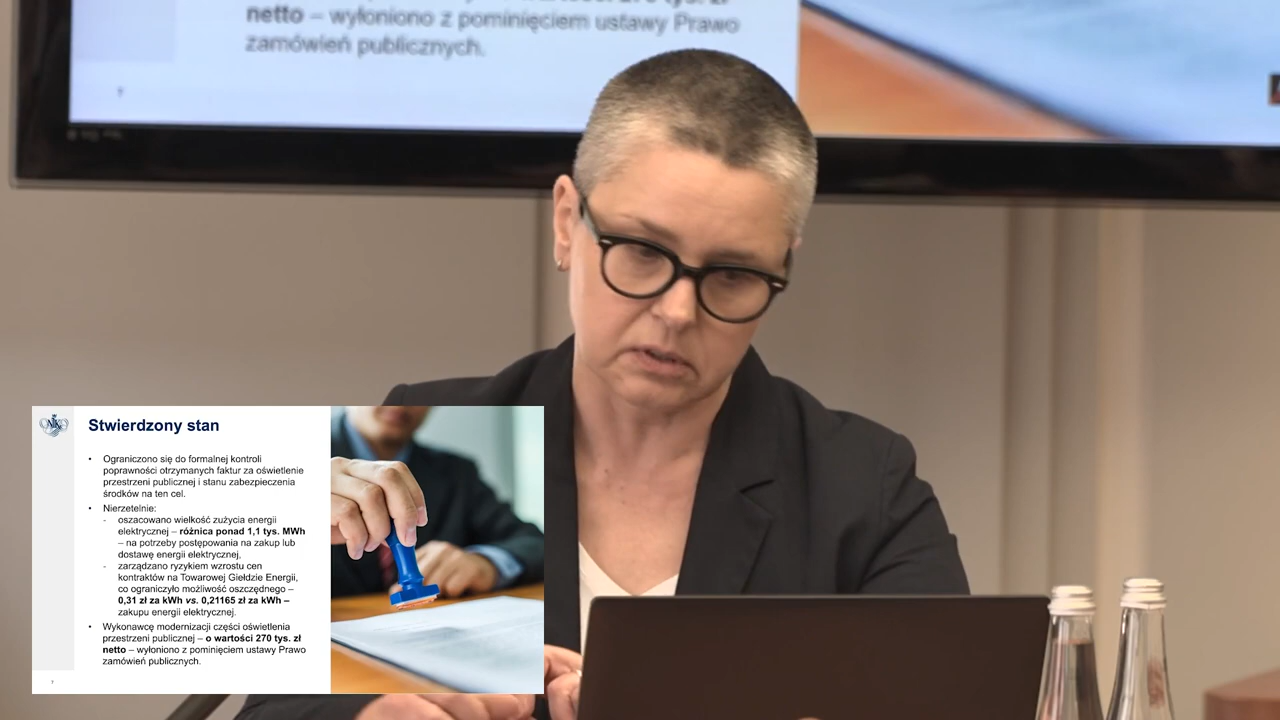 netto – wyłoniono z pominięciem ustawy Prawo
zamówień publicznych.
NIK
Stwierdzony stan
• Ograniczono się do formalnej kontroli
poprawności otrzymanych faktur za oświetlenie
przestrzeni publicznej i stanu zabezpieczenia
środków na ten cel.
• Nierzetelnie:
- oszacowano wielkość zużycia energii
elektrycznej – różnica ponad 1,1 tys. MWh
– na potrzeby postępowania na zakup lub
dostawę energii elektrycznej,
- zarządzano ryzykiem wzrostu cen
kontraktów na Towarowej Giełdzie Energii,
co ograniczyło możliwość oszczędnego –
0,31 zł za kWh vs. 0,21165 zł za kWh –
zakupu energii elektrycznej.
• Wykonawcę modernizacji części oświetlenia
przestrzeni publicznej – o wartości 270 tys. zł
netto – wyłoniono z pominięciem ustawy Prawo
zamówień publicznych.
7